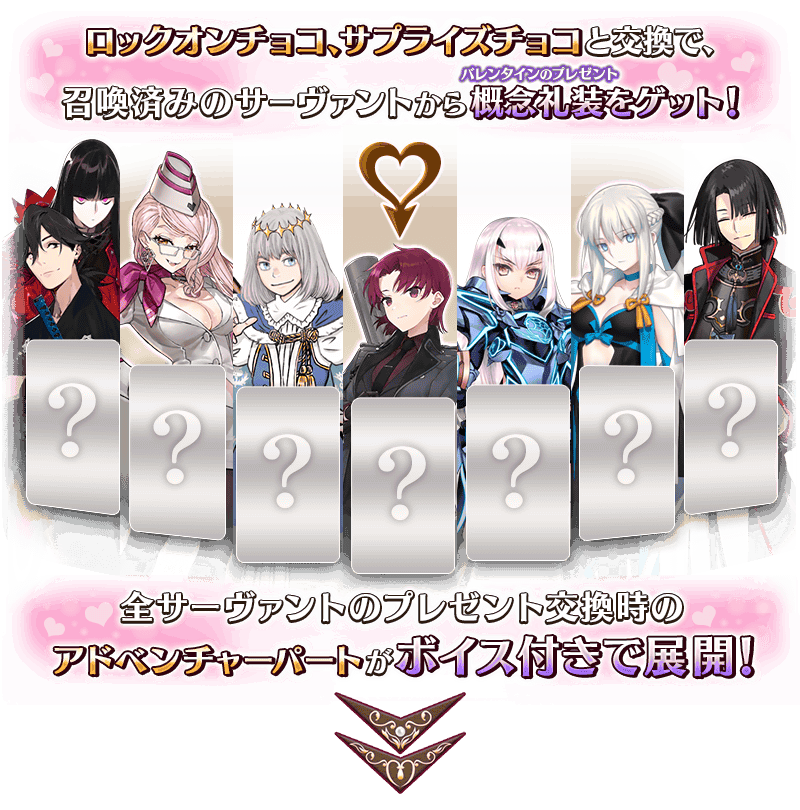 ロックオンチョコ、サプライズチョコと交換で、
バレンタインのプレゼント
召喚済みのサーヴァントから概念礼装をゲット!
? ? ? ? ? ? ?
全サーヴァントのプレゼント交換時の
アドベンチャーパートがボイス付きで展開!